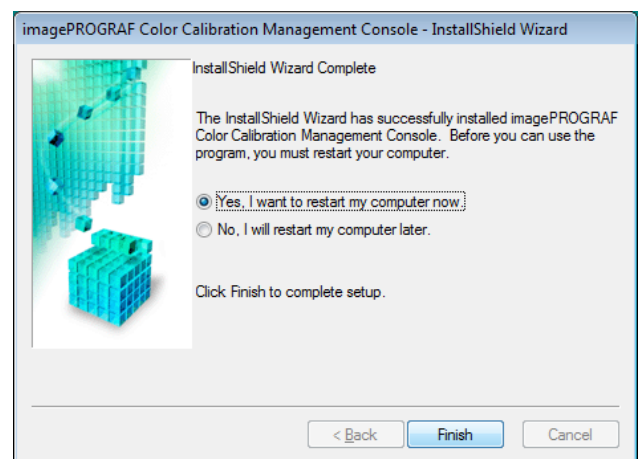 imagePROGRAF Color Calibration Management Console - InstallShield Wizard
InstallShield Wizard Complete
The InstallShield Wizard has successfully installed imagePROGRAF
Color Calibration Management Console.  Before you can use the
program, you must restart your computer.
Yes, I want to restart my computer now.
No, I will restart my computer later.
Click Finish to complete setup.
< Back
Finish
Cancel